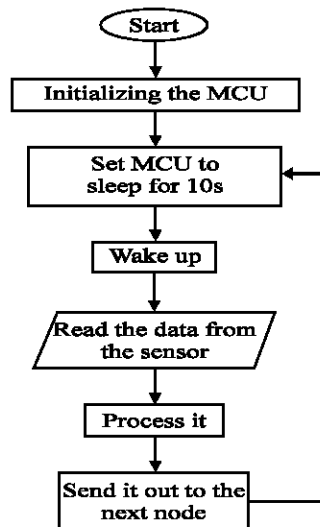 Start
Initializing the MCU
Set MCU to
sleep for 10s
Wake up
Read the data from
the sensor
Process it
Send it out to the
next node